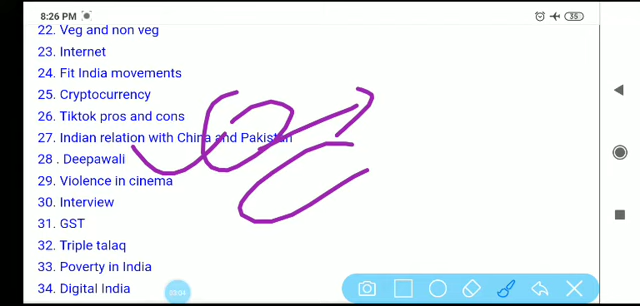 8:26 PM
35
22. Veg and non veg
23. Internet
24. Fit India movements
25. Cryptocurrency
26. Tiktok pros and cons
27. Indian relation with China and Pakistan
28 . Deepawali
29. Violence in cinema
30. Interview
31. GST
32. Triple talaq
33. Poverty in India
34. Digital India